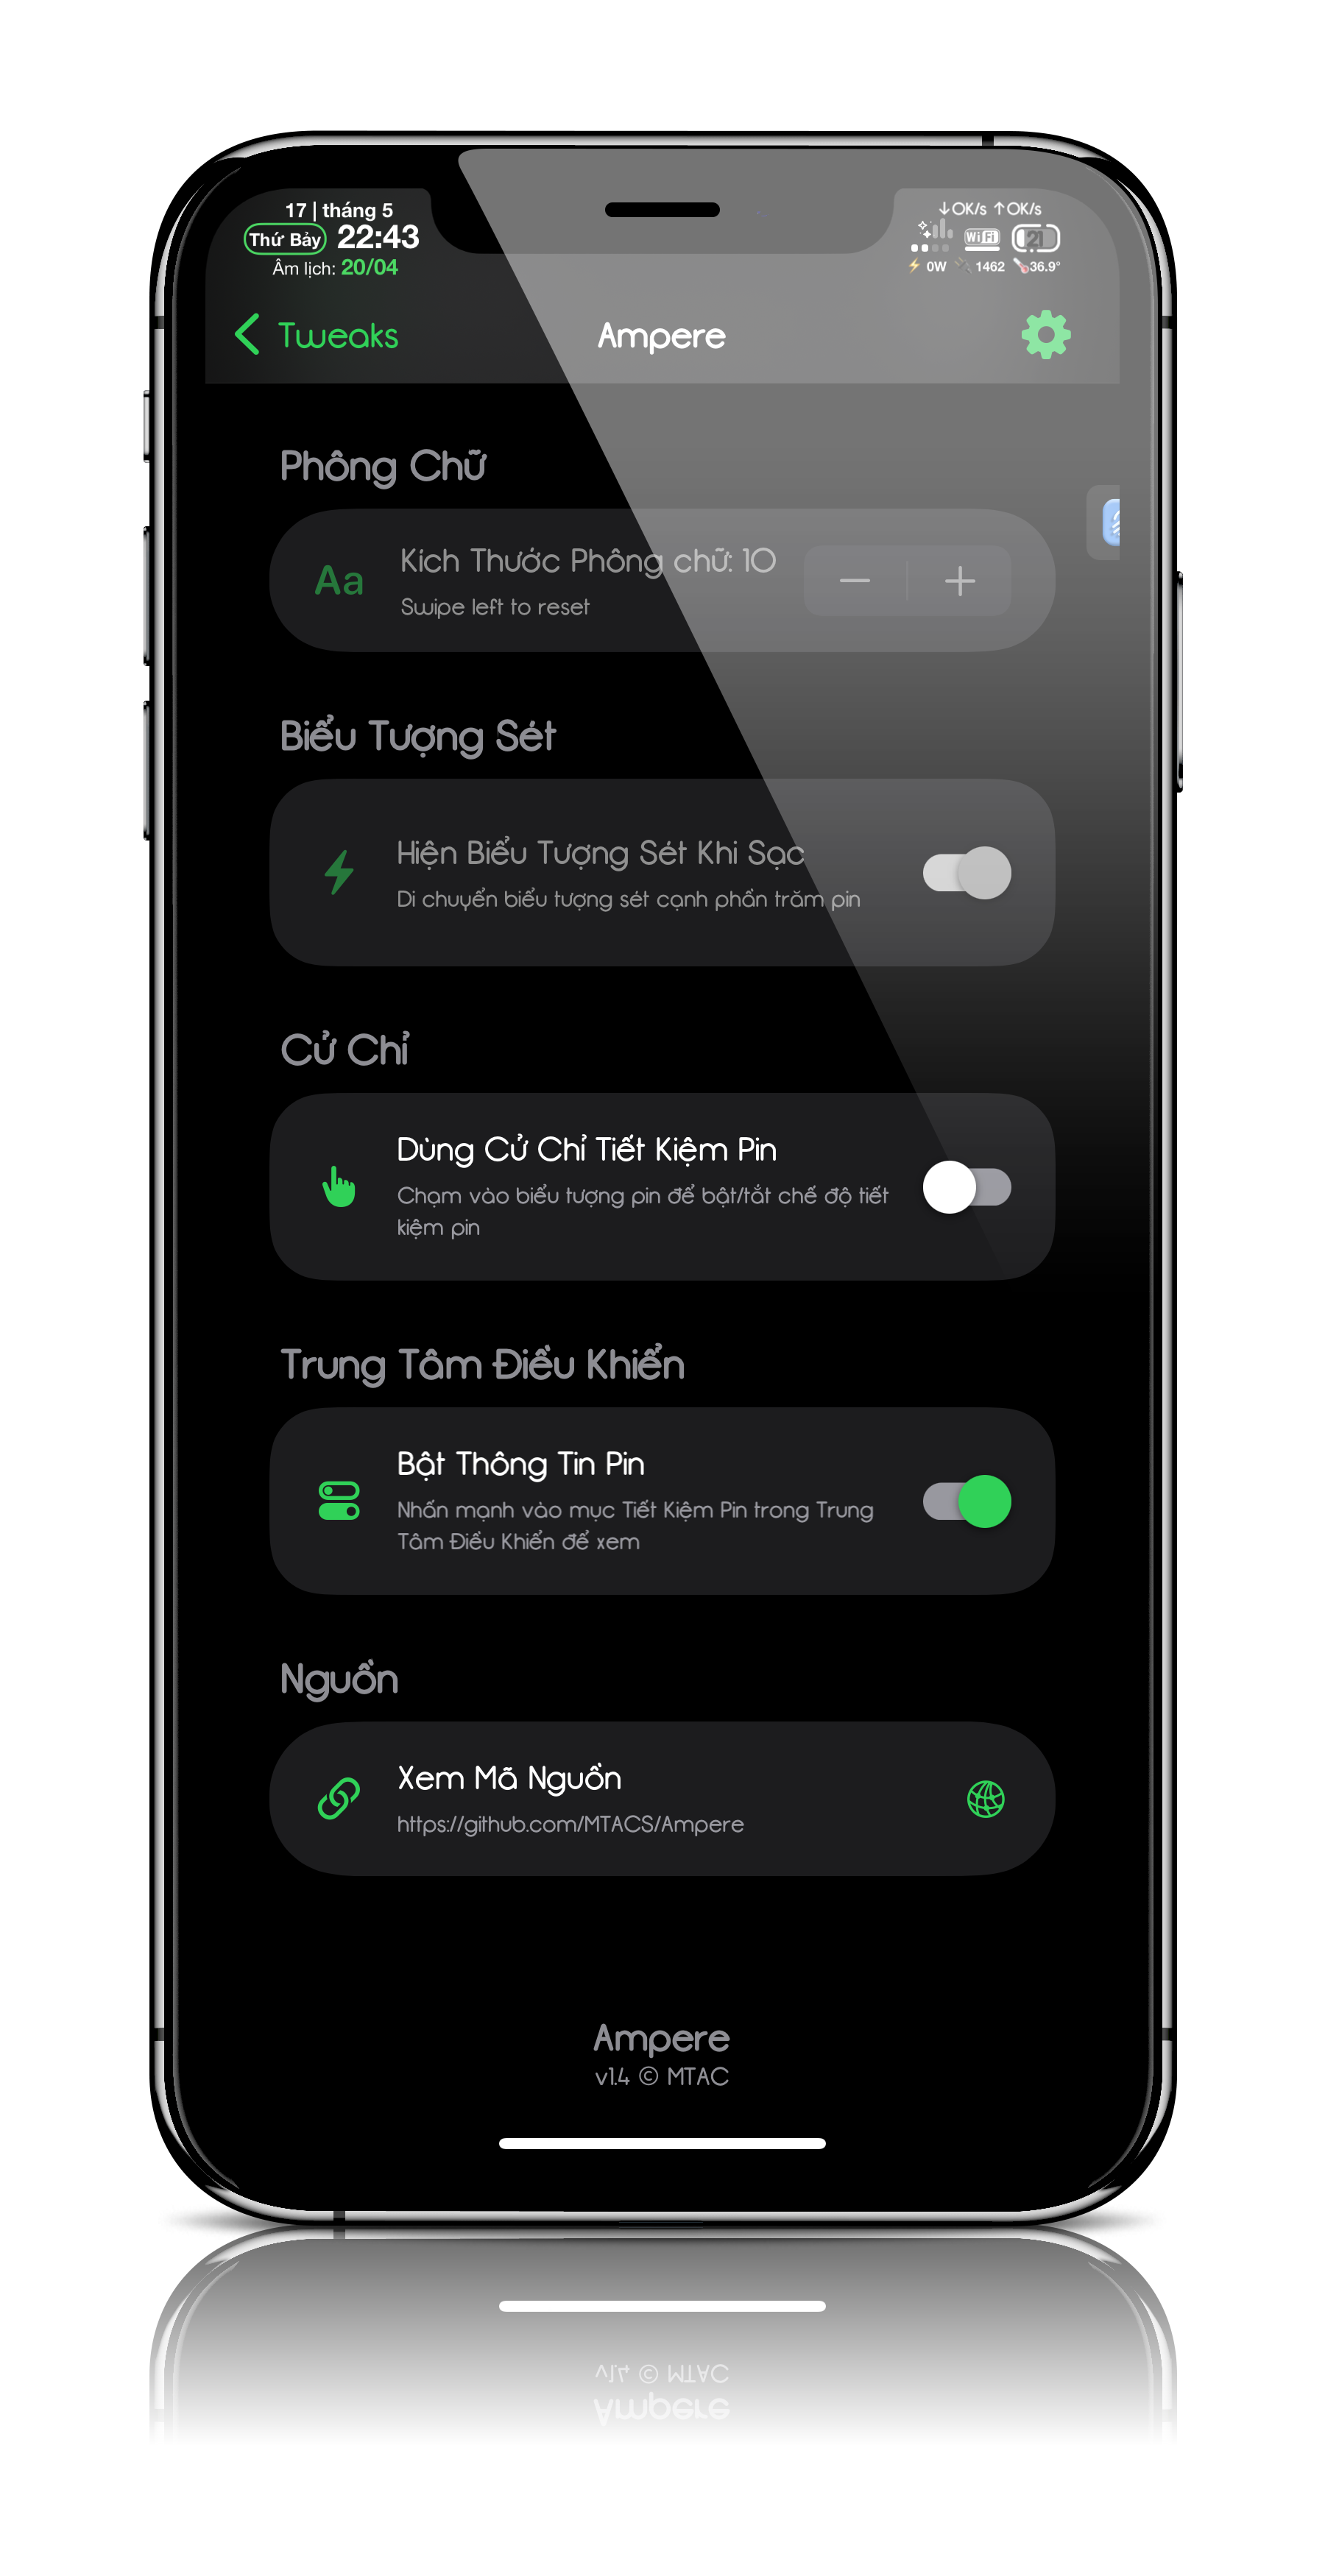 17 | tháng 5
Thứ Bảy 22:43
Âm lịch: 20/04
↓0K/s ↑0K/s
WiFi 21
⚡ 0W 🔌 1462 🌡️36.9°
Tweaks
Ampere
Phông Chữ
Aa
Kích Thước Phông chữ: 10
Swipe left to reset
Biểu Tượng Sét
Hiện Biểu Tượng Sét Khi Sạc
Di chuyển biểu tượng sét cạnh phần trăm pin
Cử Chỉ
Dùng Cử Chỉ Tiết Kiệm Pin
Chạm vào biểu tượng pin để bật/tắt chế độ tiết
kiệm pin
Trung Tâm Điều Khiển
Bật Thông Tin Pin
Nhấn mạnh vào mục Tiết Kiệm Pin trong Trung
Tâm Điều Khiển để xem
Nguồn
Xem Mã Nguồn
https://github.com/MTACS/Ampere
Ampere
v1.4 © MTAC
v1.4 © MTAC
Ampere